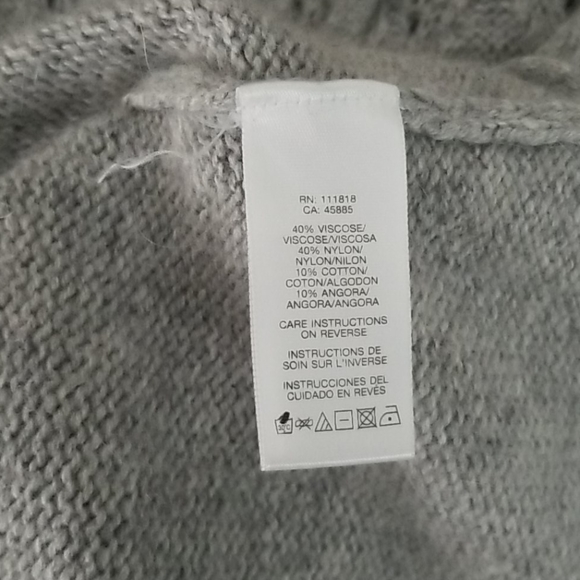 RN: 111818
CA: 45885
40% VISCOSE/
VISCOSE/VISCOSA
40% NYLON/
NYLON/NILON
10% COTTON/
COTON/ALGODON
10% ANGORA/
ANGORA/ANGORA
CARE INSTRUCTIONS
ON REVERSE
INSTRUCTIONS DE
SOIN SUR L'INVERSE
INSTRUCCIONES DEL
CUIDADO EN REVÉS